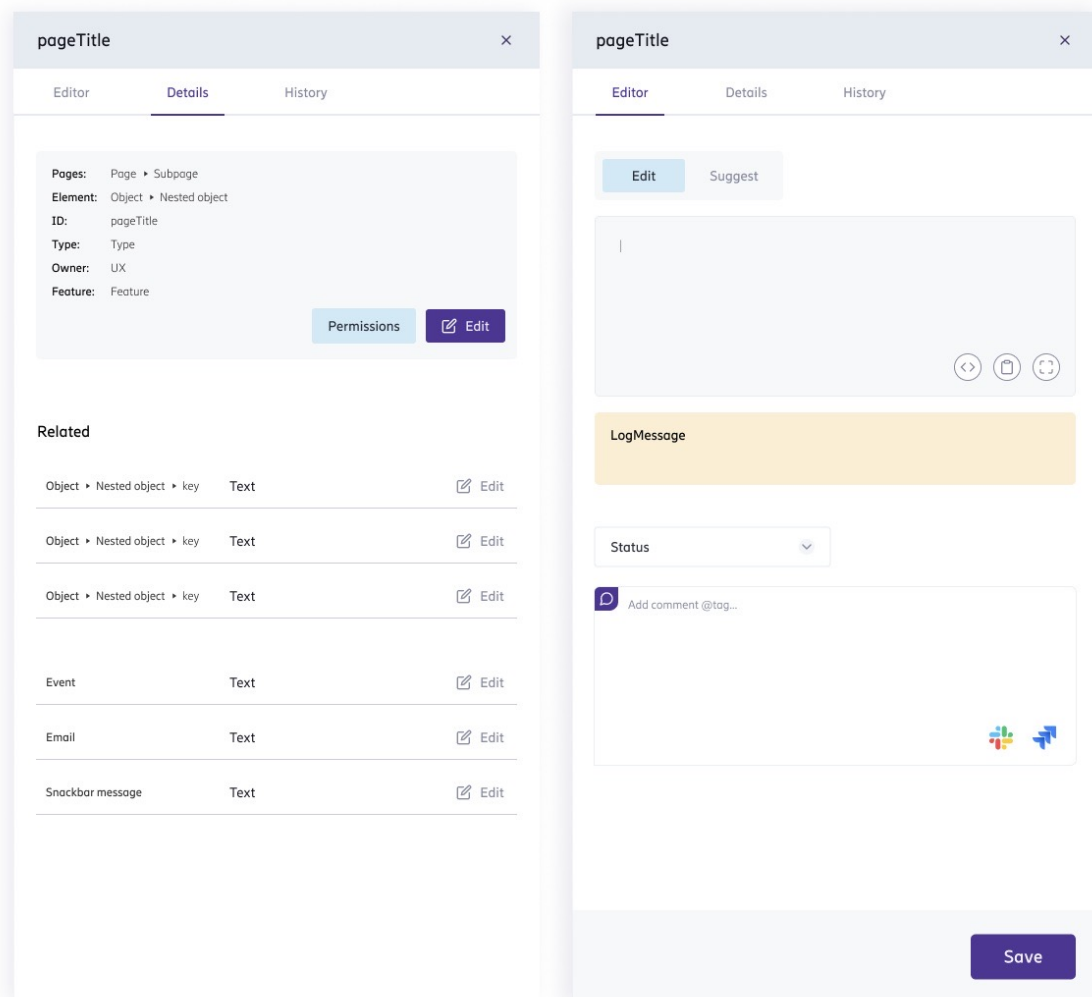 pageTitle
Editor Details History
Pages: Page ▸ Subpage
Element: Object ▸ Nested object
ID: pageTitle
Type: Type
Owner: UX
Feature: Feature
Permissions Edit
Related
Object ▸ Nested object ▸ key Text Edit
Object ▸ Nested object ▸ key Text Edit
Object ▸ Nested object ▸ key Text Edit
Event Text Edit
Email Text Edit
Snackbar message Text Edit
pageTitle
Editor Details History
Edit Suggest
LogMessage
Status
Add comment @tag...
Save